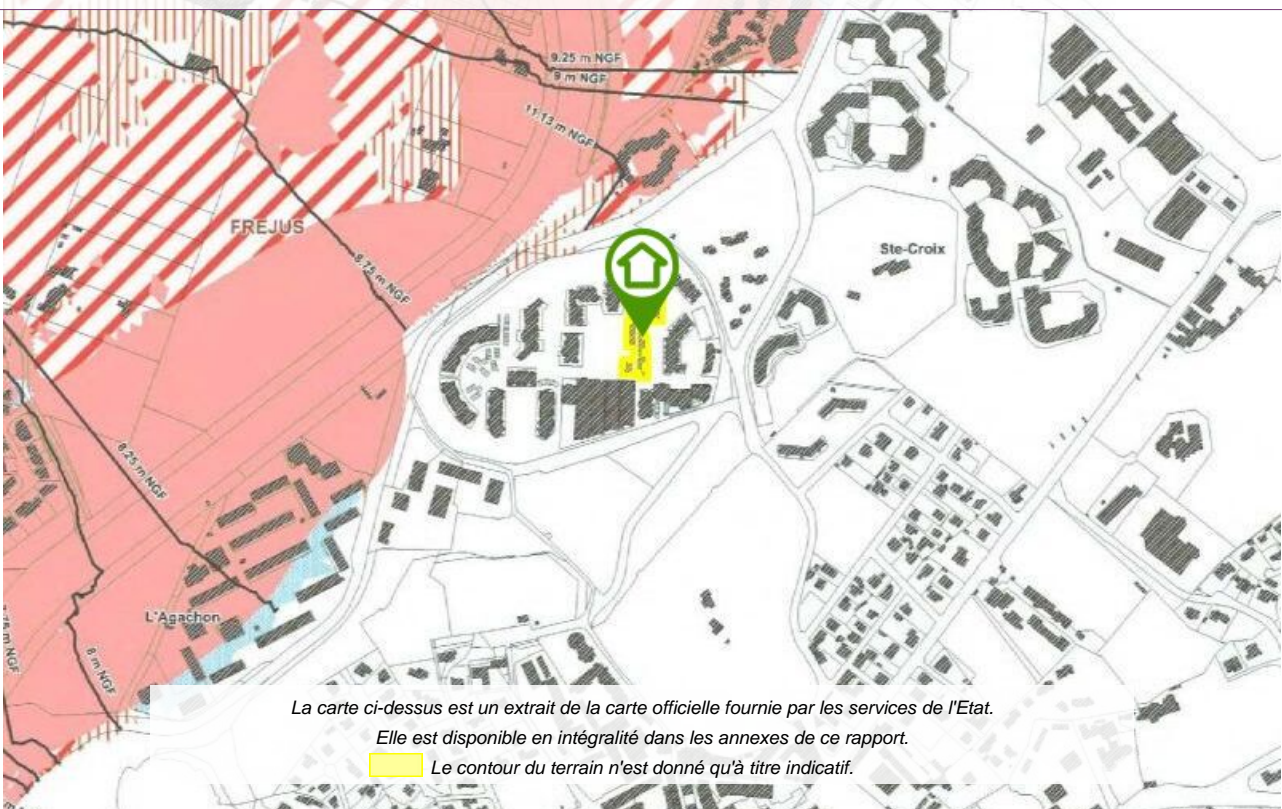 9.25 m NGF
9 m NGF
11.13 m NGF
FREJUS
8.75 m NGF
Ste-Croix
8.25 m NGF
L'Agachon
m NGF
8 m NGF
La carte ci-dessus est un extrait de la carte officielle fournie par les services de l'Etat.
Elle est disponible en intégralité dans les annexes de ce rapport.
Le contour du terrain n'est donné qu'à titre indicatif.